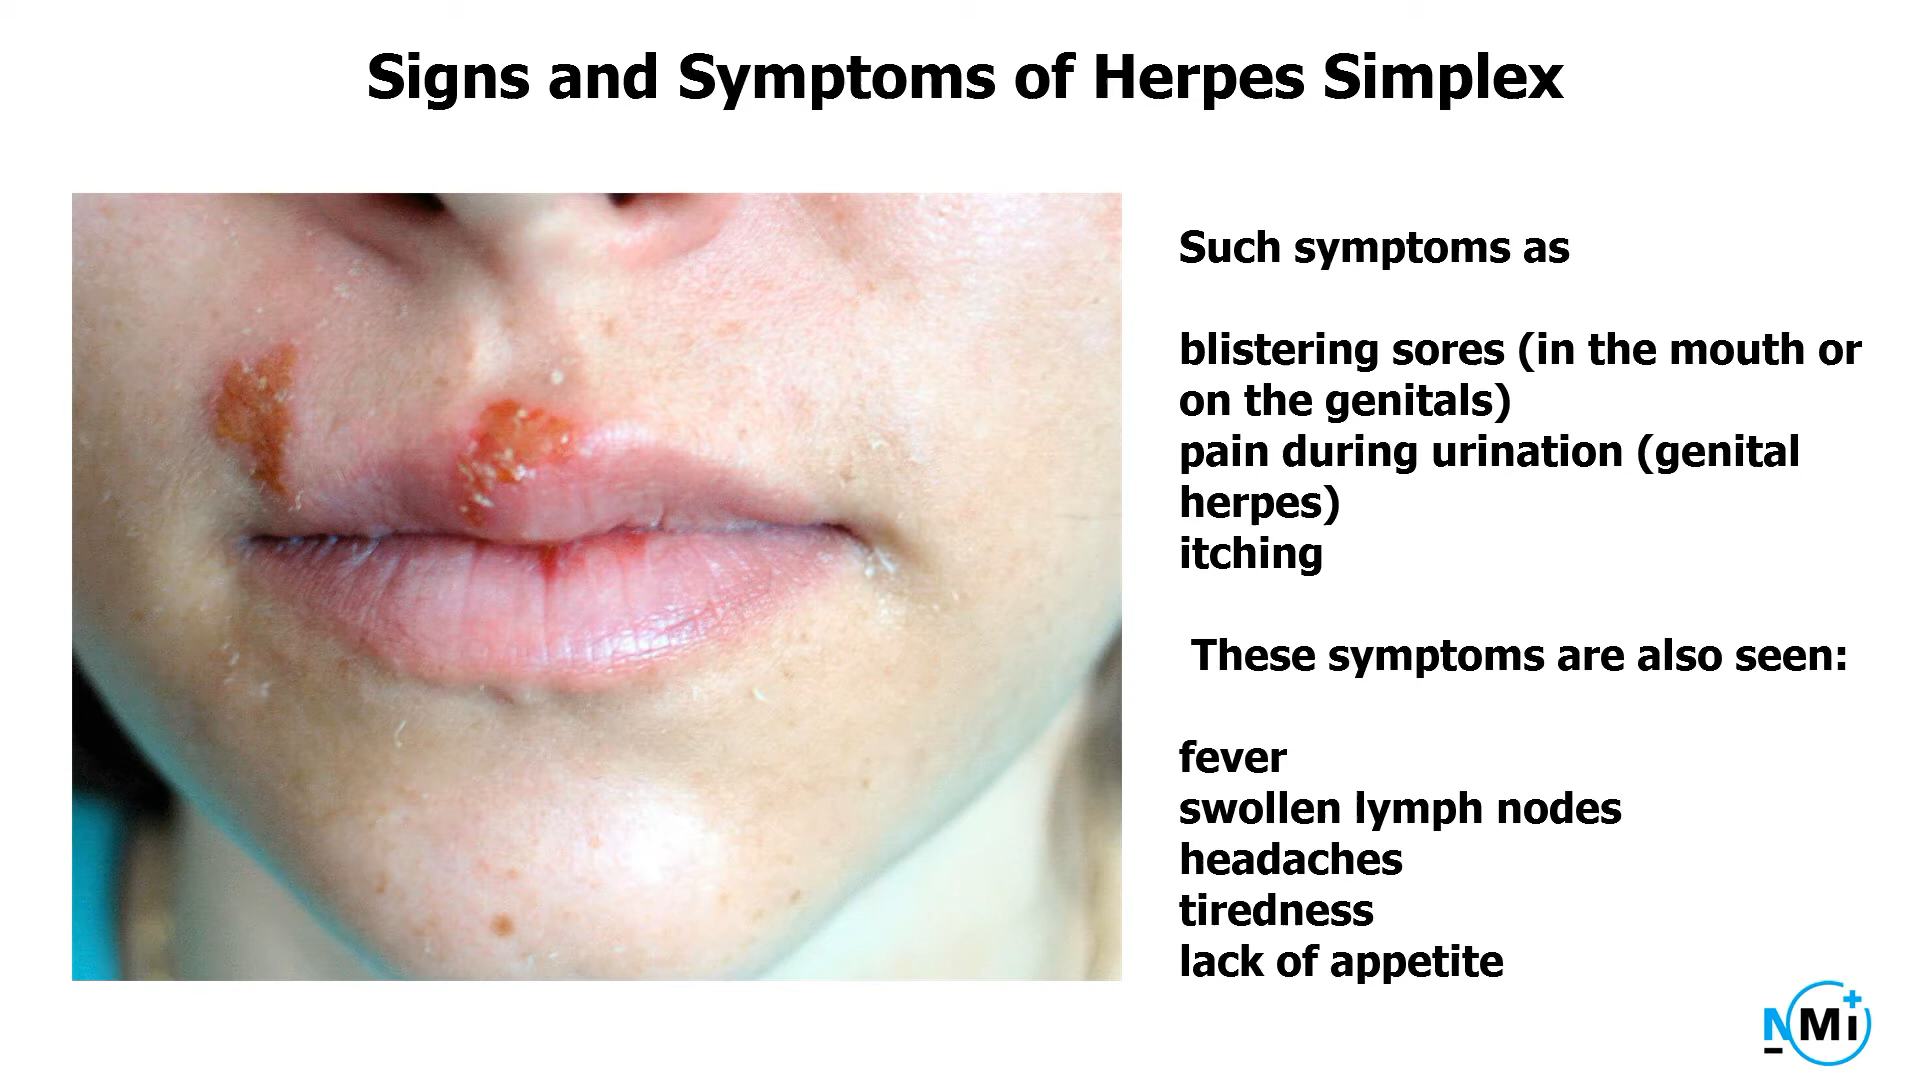 Signs and Symptoms of Herpes Simplex
Such symptoms as
blistering sores (in the mouth or
on the genitals)
pain during urination (genital
herpes)
itching
These symptoms are also seen:
fever
swollen lymph nodes
headaches
tiredness
lack of appetite
NMi